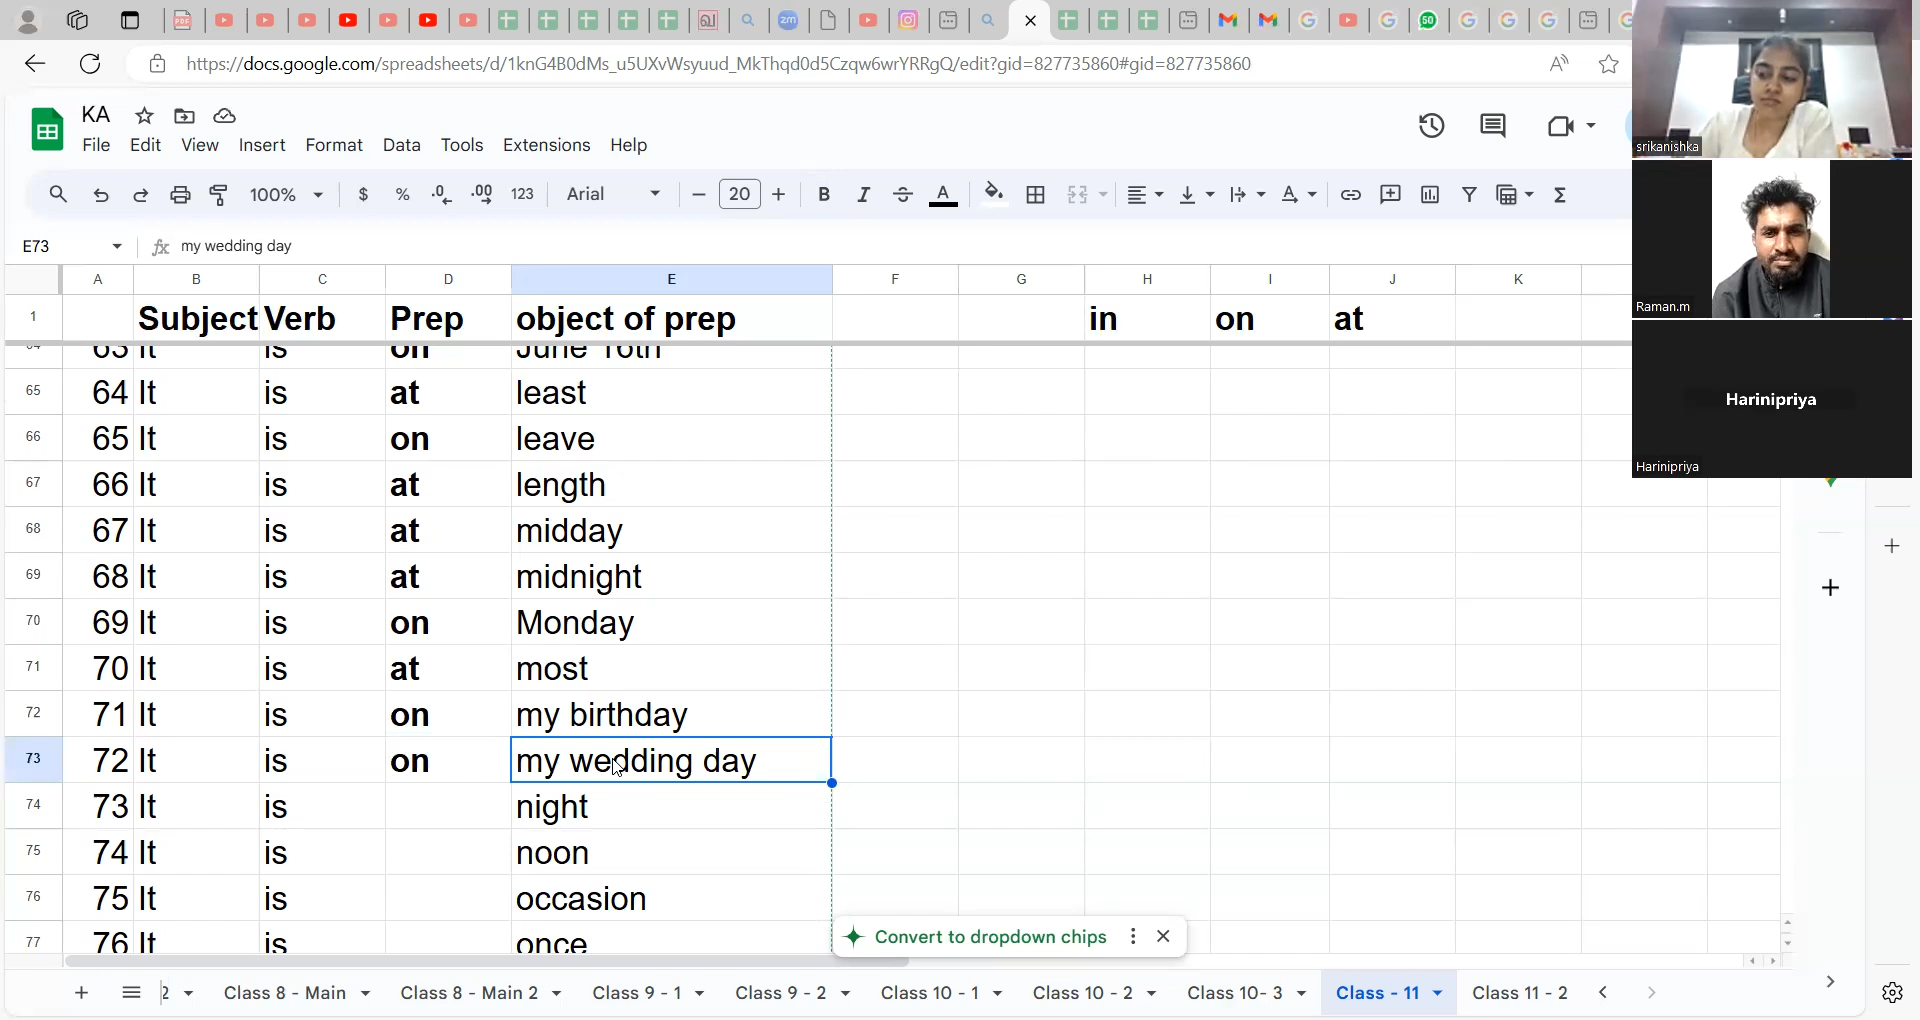 https://docs.google.com/spreadsheets/d/1knG4B0dMs_u5UXvWsyuud_MkThqd0d5Czqw6wrYRRgQ/edit?gid=827735860#gid=827735860
KA
File Edit View Insert Format Data Tools Extensions Help
100% $ % .0 .00 123 Arial 20 B I A Σ
E73 fx my wedding day
A B C D E F G H I J K
1 Subject Verb Prep object of prep in on at
63 It is on June 16th
65 64 It is at least
66 65 It is on leave
67 66 It is at length
68 67 It is at midday
69 68 It is at midnight
70 69 It is on Monday
71 70 It is at most
72 71 It is on my birthday
73 72 It is on my wedding day
74 73 It is night
75 74 It is noon
76 75 It is occasion
77 76 It is once
Convert to dropdown chips
2 Class 8 - Main Class 8 - Main 2 Class 9 - 1 Class 9 - 2 Class 10 - 1 Class 10 - 2 Class 10- 3 Class - 11 Class 11 - 2
srikanishka
Raman.m
Harinipriya
Harinipriya